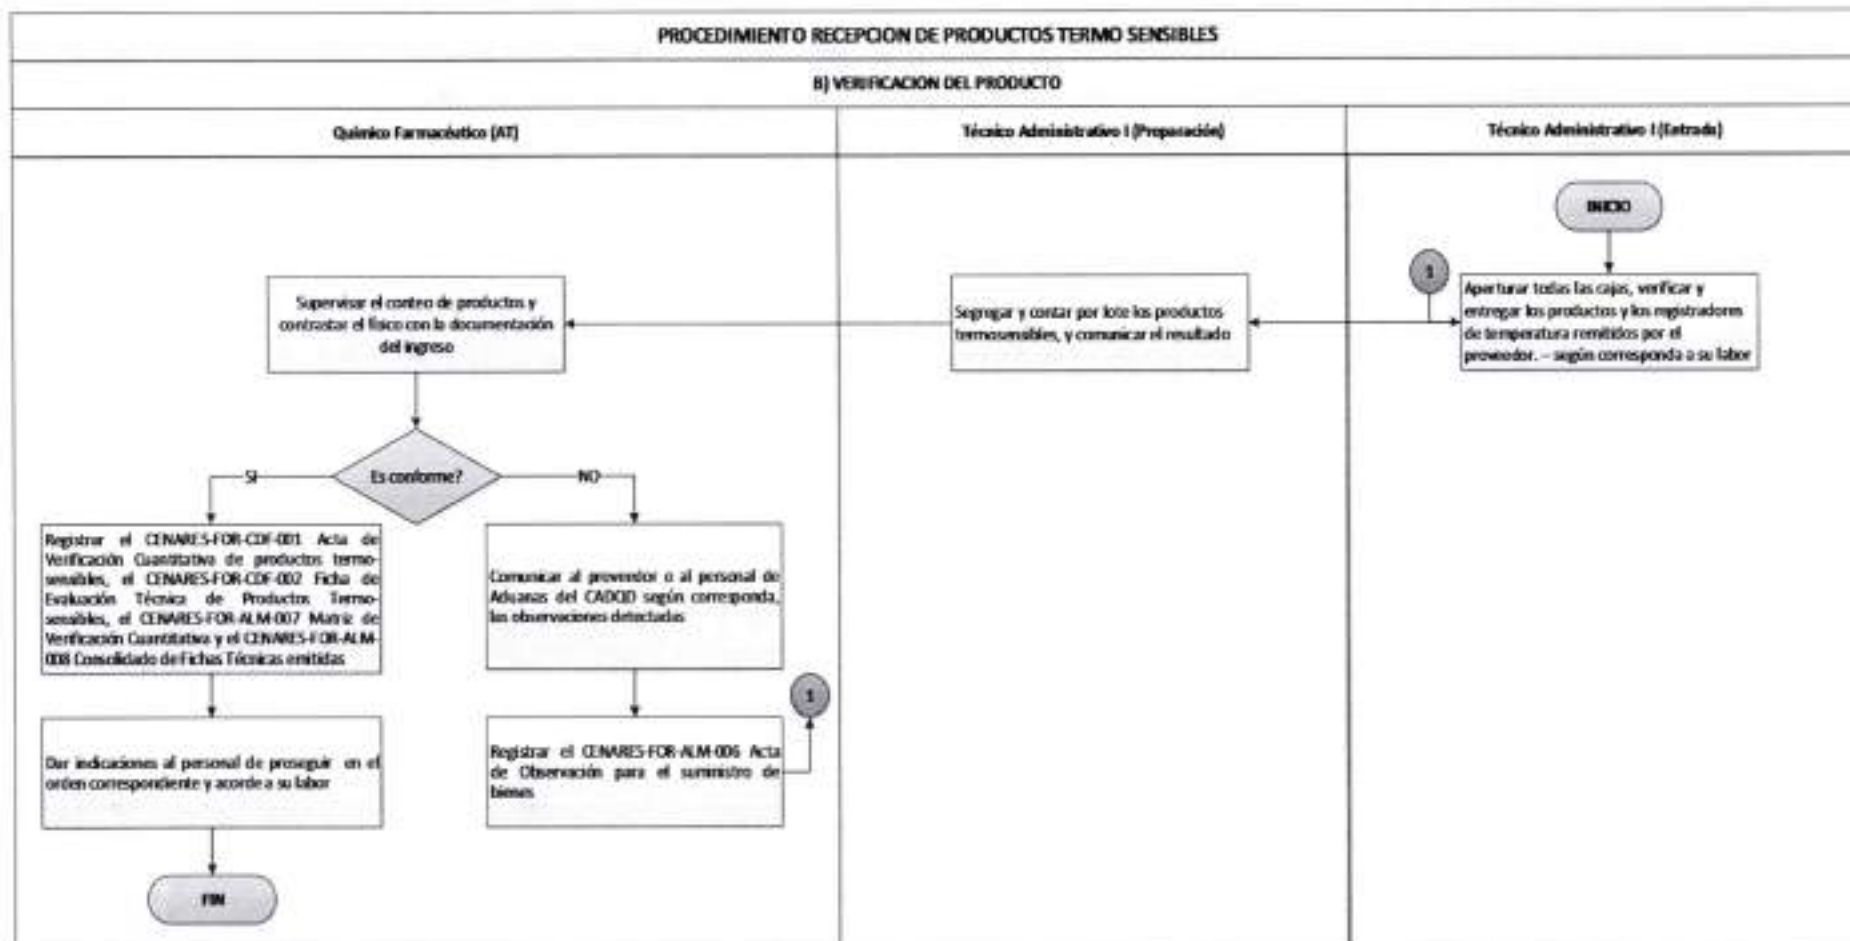 PROCEDIMIENTO RECEPCION DE PRODUCTOS TERMO SENSIBLES
B) VERIFICACION DEL PRODUCTO
Químico Farmacéutico (AT)
Técnico Administrativo I (Preparación)
Técnico Administrativo I (Entrada)
INICIO
1
Aperturar todas las cajas, verificar y
entregar los productos y los registradores
de temperatura remitidos por el
proveedor. – según corresponda a su labor
Segregar y contar por lote los productos
termosensibles, y comunicar el resultado
Supervisar el conteo de productos y
contrastar el físico con la documentación
del ingreso
Es conforme?
SI
NO
Registrar el CENARES-FOR-CDF-001 Acta de
Verificación Cuantitativa de productos termo-
sensibles, el CENARES-FOR-CDF-002 Ficha de
Evaluación Técnica de Productos Termo-
sensibles, el CENARES-FOR-ALM-007 Matriz de
Verificación Cuantitativa y el CENARES-FOR-ALM-
008 Consolidado de Fichas Técnicas emitidas
Comunicar al proveedor o al personal de
Aduanas del según corresponda,
las observaciones detectadas
1
Dar indicaciones al personal de proseguir en el
orden correspondiente y acorde a su labor
Registrar el CENARES-FOR-ALM-006 Acta
de Observación para el suministro de
bienes
FIN